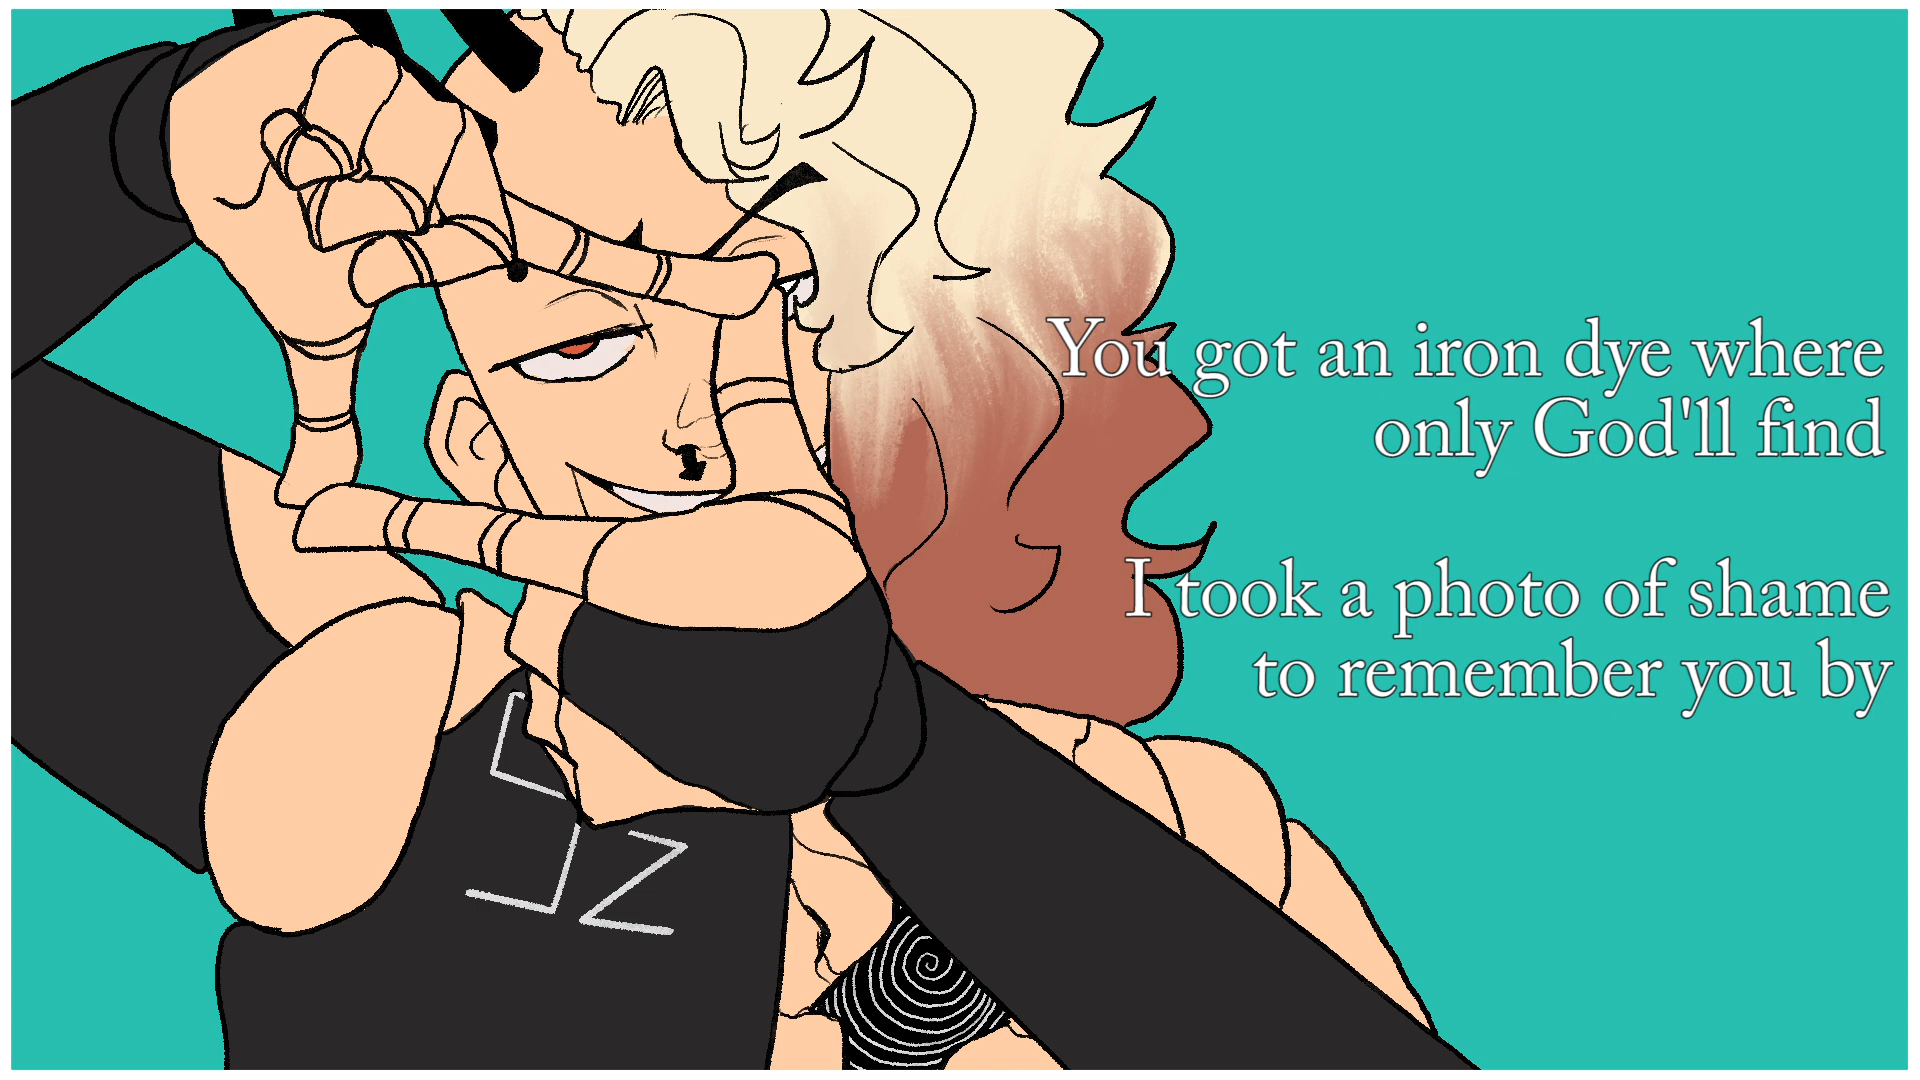 You got an iron dye where
only God'll find
I took a photo of shame
to remember you by